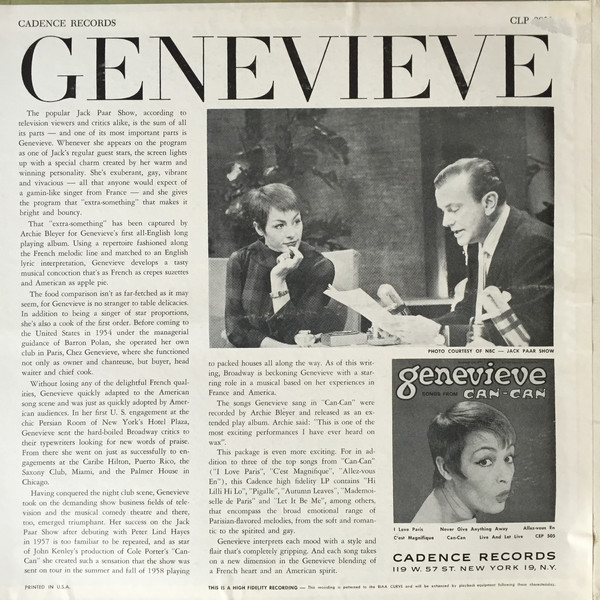 CADENCE RECORDS
CLP
GENEVIEVE
The popular Jack Paar Show, according to
television viewers and critics alike, is the sum of all
its parts — and one of its most important parts is
Genevieve. Whenever she appears on the program
as one of Jack's regular guest stars, the screen lights
up with a special charm created by her warm and
winning personality. She's exuberant, gay, vibrant
and vivacious — all that anyone would expect of
a gamin-like singer from France — and she gives
the program that "extra-something" that makes it
bright and bouncy.
That "extra-something" has been captured by
Archie Bleyer for Genevieve's first all-English long
playing album. Using a repertoire fashioned along
the French melodic line and matched to an English
lyric interpretation, Genevieve develops a tasty
musical concoction that's as French as crepes suzettes
and American as apple pie.
The food comparison isn't as far-fetched as it may
seem, for Genevieve is no stranger to table delicacies.
In addition to being a singer of star proportions,
she's also a cook of the first order. Before coming to
the United States in 1954 under the managerial
guidance of Barron Polan, she operated her own
club in Paris, Chez Genevieve, where she functioned
not only as owner and chanteuse, but buyer, head
waiter and chief cook.
Without losing any of the delightful French qual-
ities, Genevieve quickly adapted to the American
song scene and was just as quickly adopted by Amer-
ican audiences. In her first U. S. engagement at the
chic Persian Room of New York's Hotel Plaza,
Genevieve sent the hard-boiled Broadway critics to
their typewriters looking for new words of praise.
From there she went on just as successfully to en-
gagements at the Caribe Hilton, Puerto Rico, the
Saxony Club, Miami, and the Palmer House in
Chicago.
Having conquered the night club scene, Genevieve
took on the demanding show business fields of tele-
vision and the musical comedy theatre and there,
too, emerged triumphant. Her success on the Jack
Paar Show after debuting with Peter Lind Hayes
in 1957 is too familiar to be repeated, and as star
of John Kenley's production of Cole Porter's "Can-
Can" she created such a sensation that the show was
sent on tour in the summer and fall of 1958 playing
PRINTED IN U.S.A.
PHOTO COURTESY OF NBC — JACK PAAR SHOW
to packed houses all along the way. As of this writ-
ing, Broadway is beckoning Genevieve with a star-
ring role in a musical based on her experiences in
France and America.
The songs Genevieve sang in "Can-Can" were
recorded by Archie Bleyer and released as an ex-
tended play album. Archie said: "This is one of the
most exciting performances I have ever heard on
wax".
This package is even more exciting. For in ad-
dition to three of the top songs from "Can-Can"
("I Love Paris", "C'est Magnifique", "Allez-vous
En"), this Cadence high fidelity LP contains "Hi
Lilli Hi Lo", "Pigalle", "Autumn Leaves", "Mademoi-
selle de Paris" and "Let It Be Me", among others,
that encompass the broad emotional range of
Parisian-flavored melodies, from the soft and roman-
tic to the spirited and gay.
Genevieve interprets each mood with a style and
flair that's completely gripping. And each song takes
on a new dimension in the Genevieve blending of
a French heart and an American spirit.
genevieve
SONGS FROM CAN-CAN
I Love Paris Never Give Anything Away Allez-vous En
C'est Magnifique Can-Can Live And Let Live CEP 505
CADENCE RECORDS
119 W. 57 ST. NEW YORK 19, N.Y.
THIS IS A HIGH FIDELITY RECORDING — This recording is patterned to the RIAA CURVE and will be enhanced by playback equipment following these characteristics.